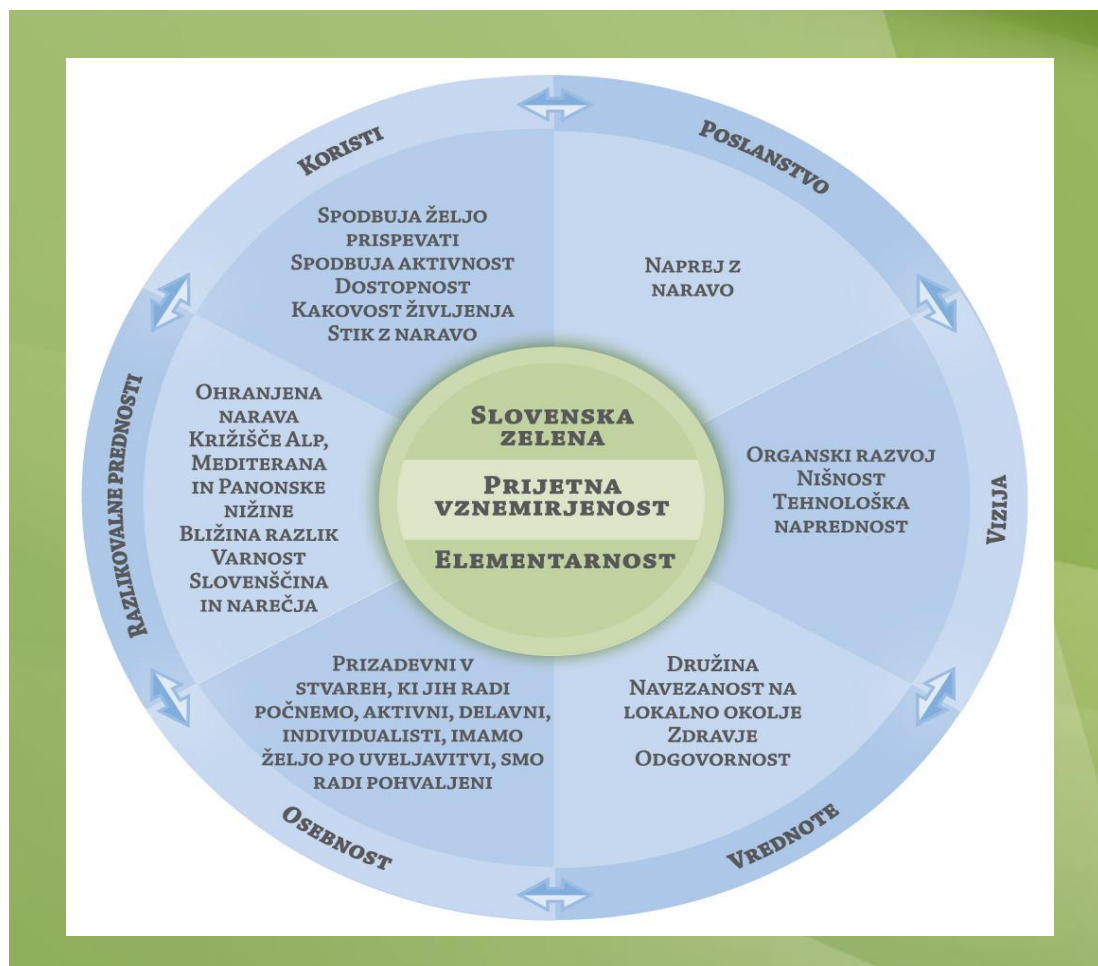 Koristi
Spodbuja željo
prispevati
Spodbuja aktivnost
Dostopnost
Kakovost življenja
Stik z naravo
Poslanstvo
Naprej z
naravo
Vizija
Organski razvoj
Nišnost
Tehnološka
naprednost
Vrednote
Družina
Navezanost na
lokalno okolje
Zdravje
Odgovornost
Osebnost
Prizadevni v
stvareh, ki jih radi
počnemo, aktivni, delavni,
individualisti, imamo
željo po uveljavitvi, smo
radi pohvaljeni
Razlikovalne prednosti
Ohranjena
narava
Križišče Alp,
Mediterana
in Panonske
nižine
Bližina razlik
Varnost
Slovenščina
in narečja
Slovenska
zelena
Prijetna
vznemirjenost
Elementarnost